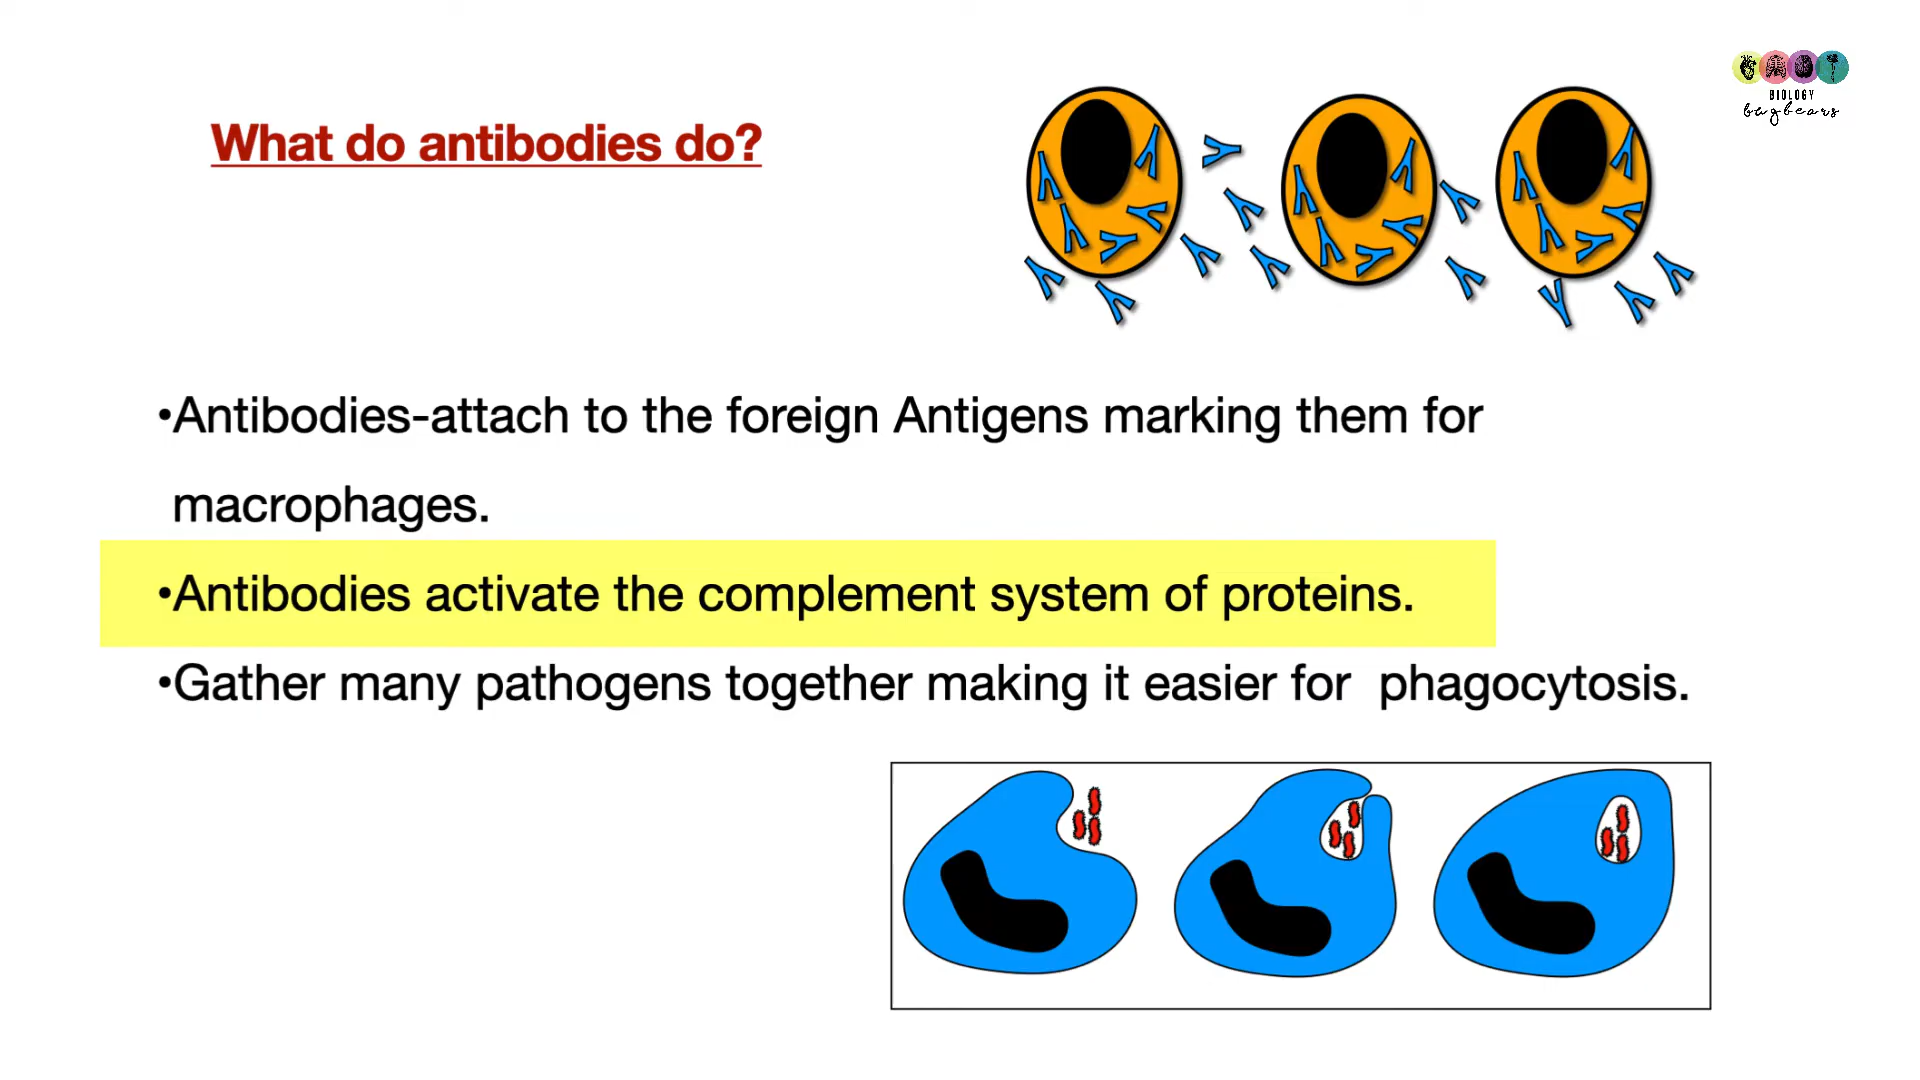 BIOLOGY
bugbears
What do antibodies do?
•Antibodies-attach to the foreign Antigens marking them for
macrophages.
•Antibodies activate the complement system of proteins.
•Gather many pathogens together making it easier for  phagocytosis.